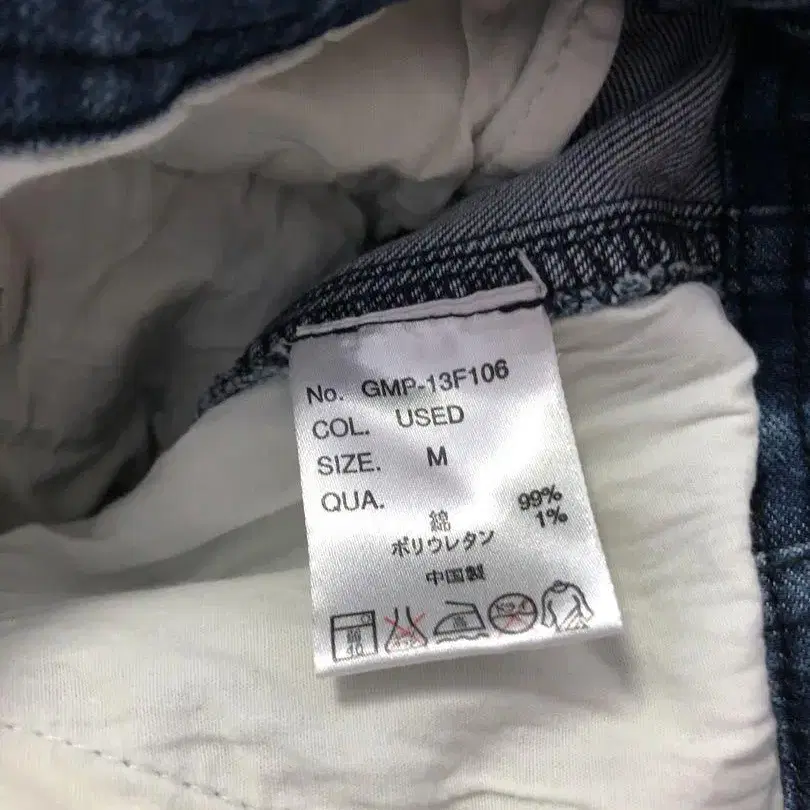 No. GMP-13F106
COL. USED
SIZE. M
QUA.
綿 99%
ポリウレタン 1%
中国製
40